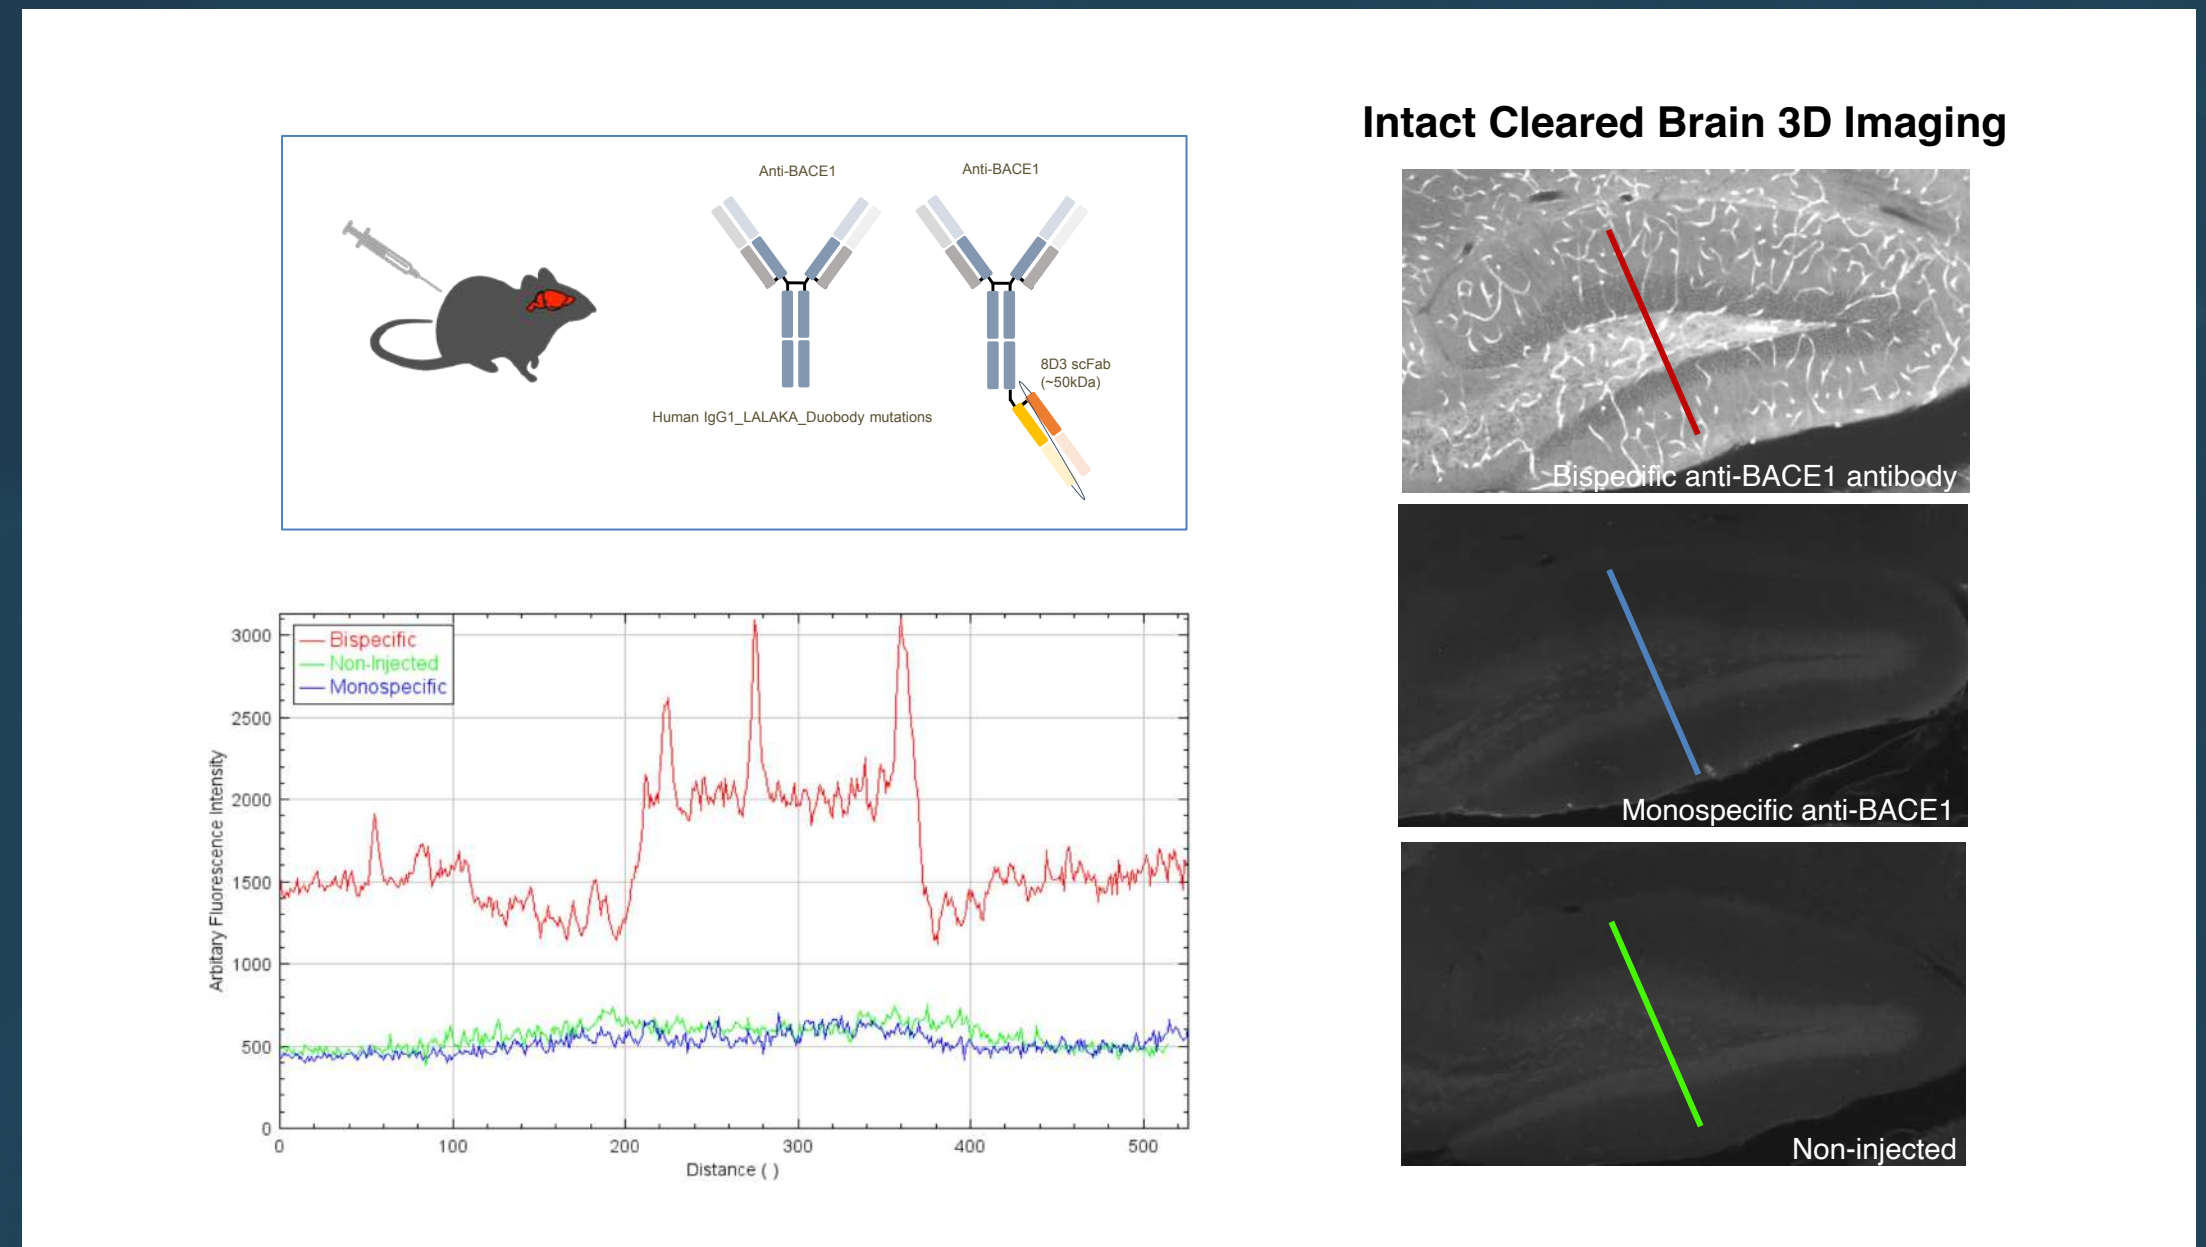 Intact Cleared Brain 3D Imaging
Anti-BACE1
Anti-BACE1
8D3 scFab
(~50kDa)
Human IgG1_LALAKA_Duobody mutations
Bispecific anti-BACE1 antibody
Monospecific anti-BACE1
Non-injected
Bispecific
Non-Injected
Monospecific
Arbitary Fluorescence Intensity
3000
2500
2000
1500
1000
500
0
0 100 200 300 400 500
Distance ( )